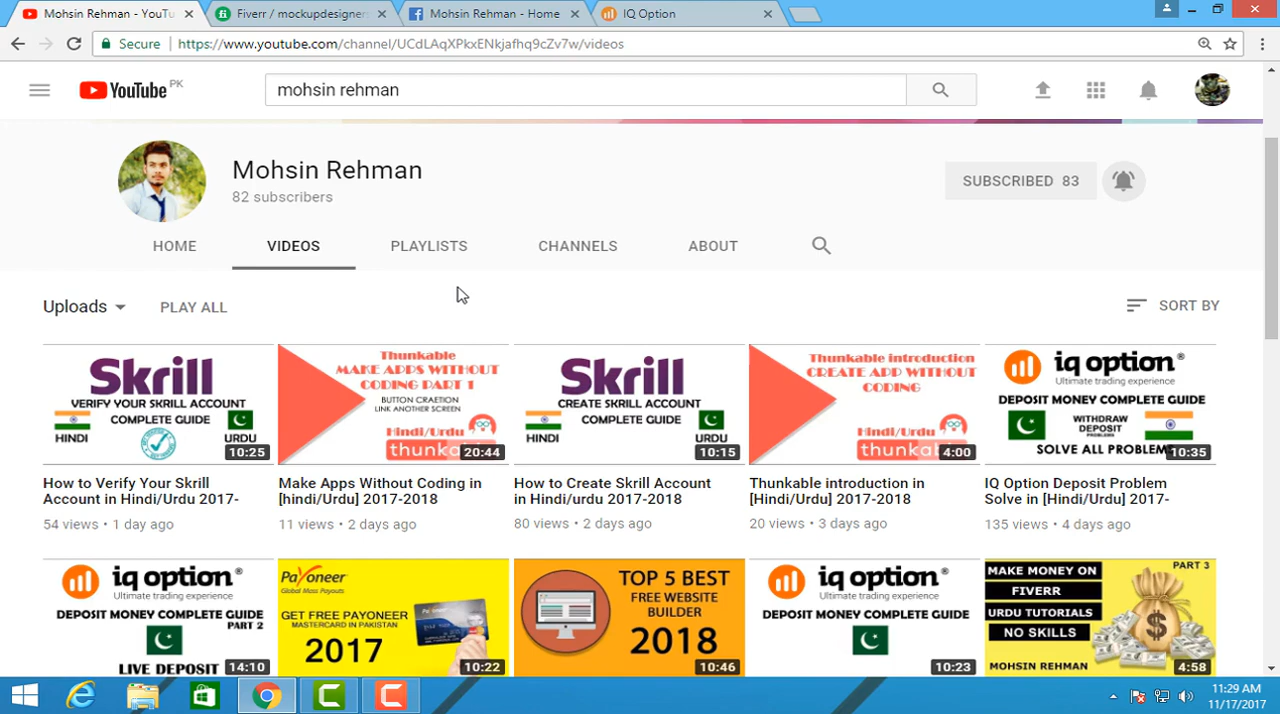 Mohsin Rehman - YouTu
Fiverr / mockupdesigner
Mohsin Rehman - Home
IQ Option
Secure
https://www.youtube.com/channel/UCdLAqXPkxENkjafhq9cZv7w/videos
YouTube PK
mohsin rehman
Mohsin Rehman
82 subscribers
SUBSCRIBED 83
HOME
VIDEOS
PLAYLISTS
CHANNELS
ABOUT
Uploads
PLAY ALL
SORT BY
Skrill
VERIFY YOUR SKRILL ACCOUNT
COMPLETE GUIDE
HINDI
URDU
10:25
Thunkable
MAKE APPS WITHOUT
CODING PART 1
BUTTON CRAETION
LINK ANOTHER SCREEN
Hindi/Urdu
thunka
20:44
Skrill
CREATE SKRILL ACCOUNT
COMPLETE GUIDE
HINDI
URDU
10:15
Thunkable introduction
CREATE APP WITHOUT
CODING
Hindi/Urdu
thunkab
4:00
iq option®
Ultimate trading experience
DEPOSIT MONEY COMPLETE GUIDE
WITHDRAW
DEPOSIT
PROBLEMS
SOLVE ALL PROBLEM
10:35
How to Verify Your Skrill
Account in Hindi/Urdu 2017-
54 views • 1 day ago
Make Apps Without Coding in
[hindi/Urdu] 2017-2018
11 views • 2 days ago
How to Create Skrill Account
in Hindi/urdu 2017-2018
80 views • 2 days ago
Thunkable introduction in
[Hindi/Urdu] 2017-2018
20 views • 3 days ago
IQ Option Deposit Problem
Solve in [Hindi/Urdu] 2017-
135 views • 4 days ago
iq option®
Ultimate trading experience
DEPOSIT MONEY COMPLETE GUIDE
PART 2
LIVE DEPOSIT
14:10
Payoneer
Global Mass Payouts
GET FREE PAYONEER
MASTERCARD IN PAKISTAN
2017
10:22
TOP 5 BEST
FREE WEBSITE
BUILDER
2018
10:46
iq option®
Ultimate trading experience
DEPOSIT MONEY COMPLETE GUIDE
10:23
MAKE MONEY ON
FIVERR
URDU TUTORIALS
NO SKILLS
MOHSIN REHMAN
PART 3
4:58
11:29 AM
11/17/2017